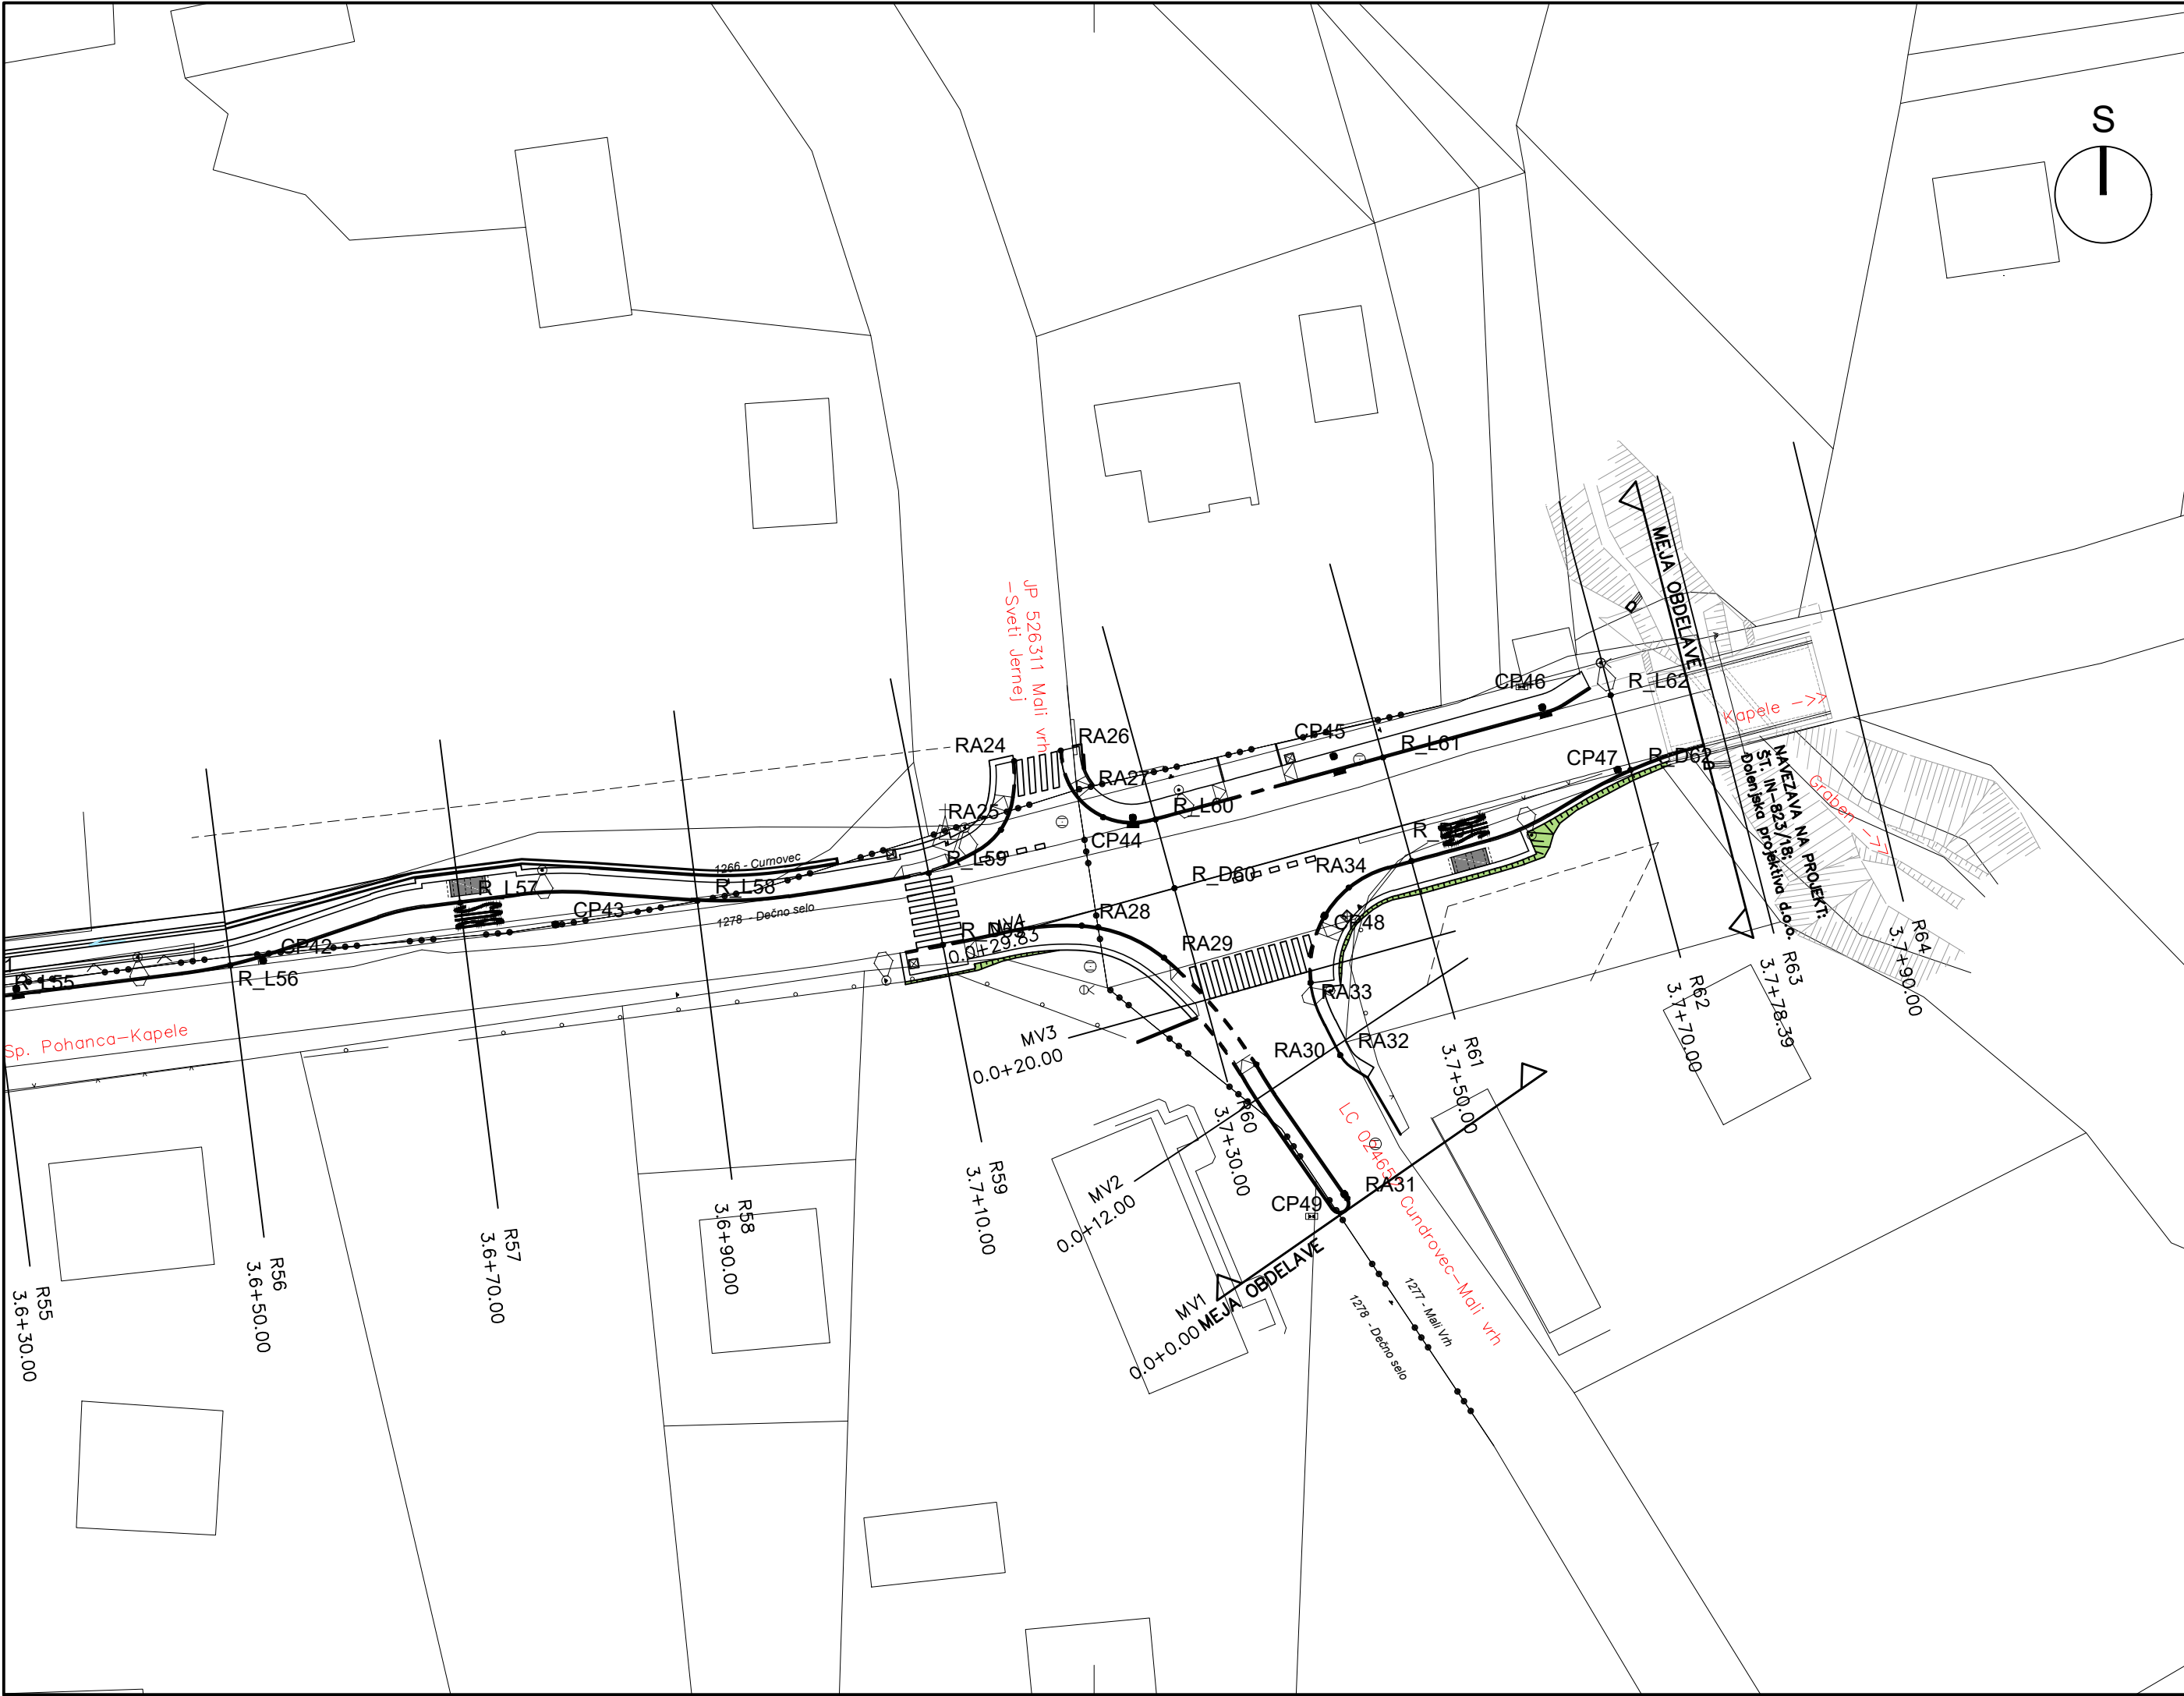 S
MEJA OBDELAVE
JP 526311 Mali vrh
-Sveti Jernej
CP46
R_L62
Kapele ->>
RA24
RA26
CP45
R_L61
CP47
R_D62
NAVEZAVA NA PROJEKT:
ŠT. IN-823/18;
Dolenjska projektiva d.o.o.
Graben ->>
RA27
RA25
R_L60
CP44
1266 - Curnovec
R_L59
RA34
R_D60
R_L57
R_L58
CP43
1278 - Dečno selo
RA28
CP48
0.0+29.83
RA29
CP42
R_L55
R_L56
RA33
Sp. Pohanca-Kapele
MV3
0.0+20.00
RA30
RA32
R64
3.7+90.00
R63
3.7+78.39
R62
3.7+70.00
R61
3.7+50.00
R60
3.7+30.00
LC 02465 Cundrovec-Mali vrh
MV2
0.0+12.00
RA31
CP49
R59
3.7+10.00
R58
3.6+90.00
R57
3.6+70.00
R56
3.6+50.00
R55
3.6+30.00
MV1
0.0+0.00
MEJA OBDELAVE
1277 - Mali Vrh
1278 - Dečno selo